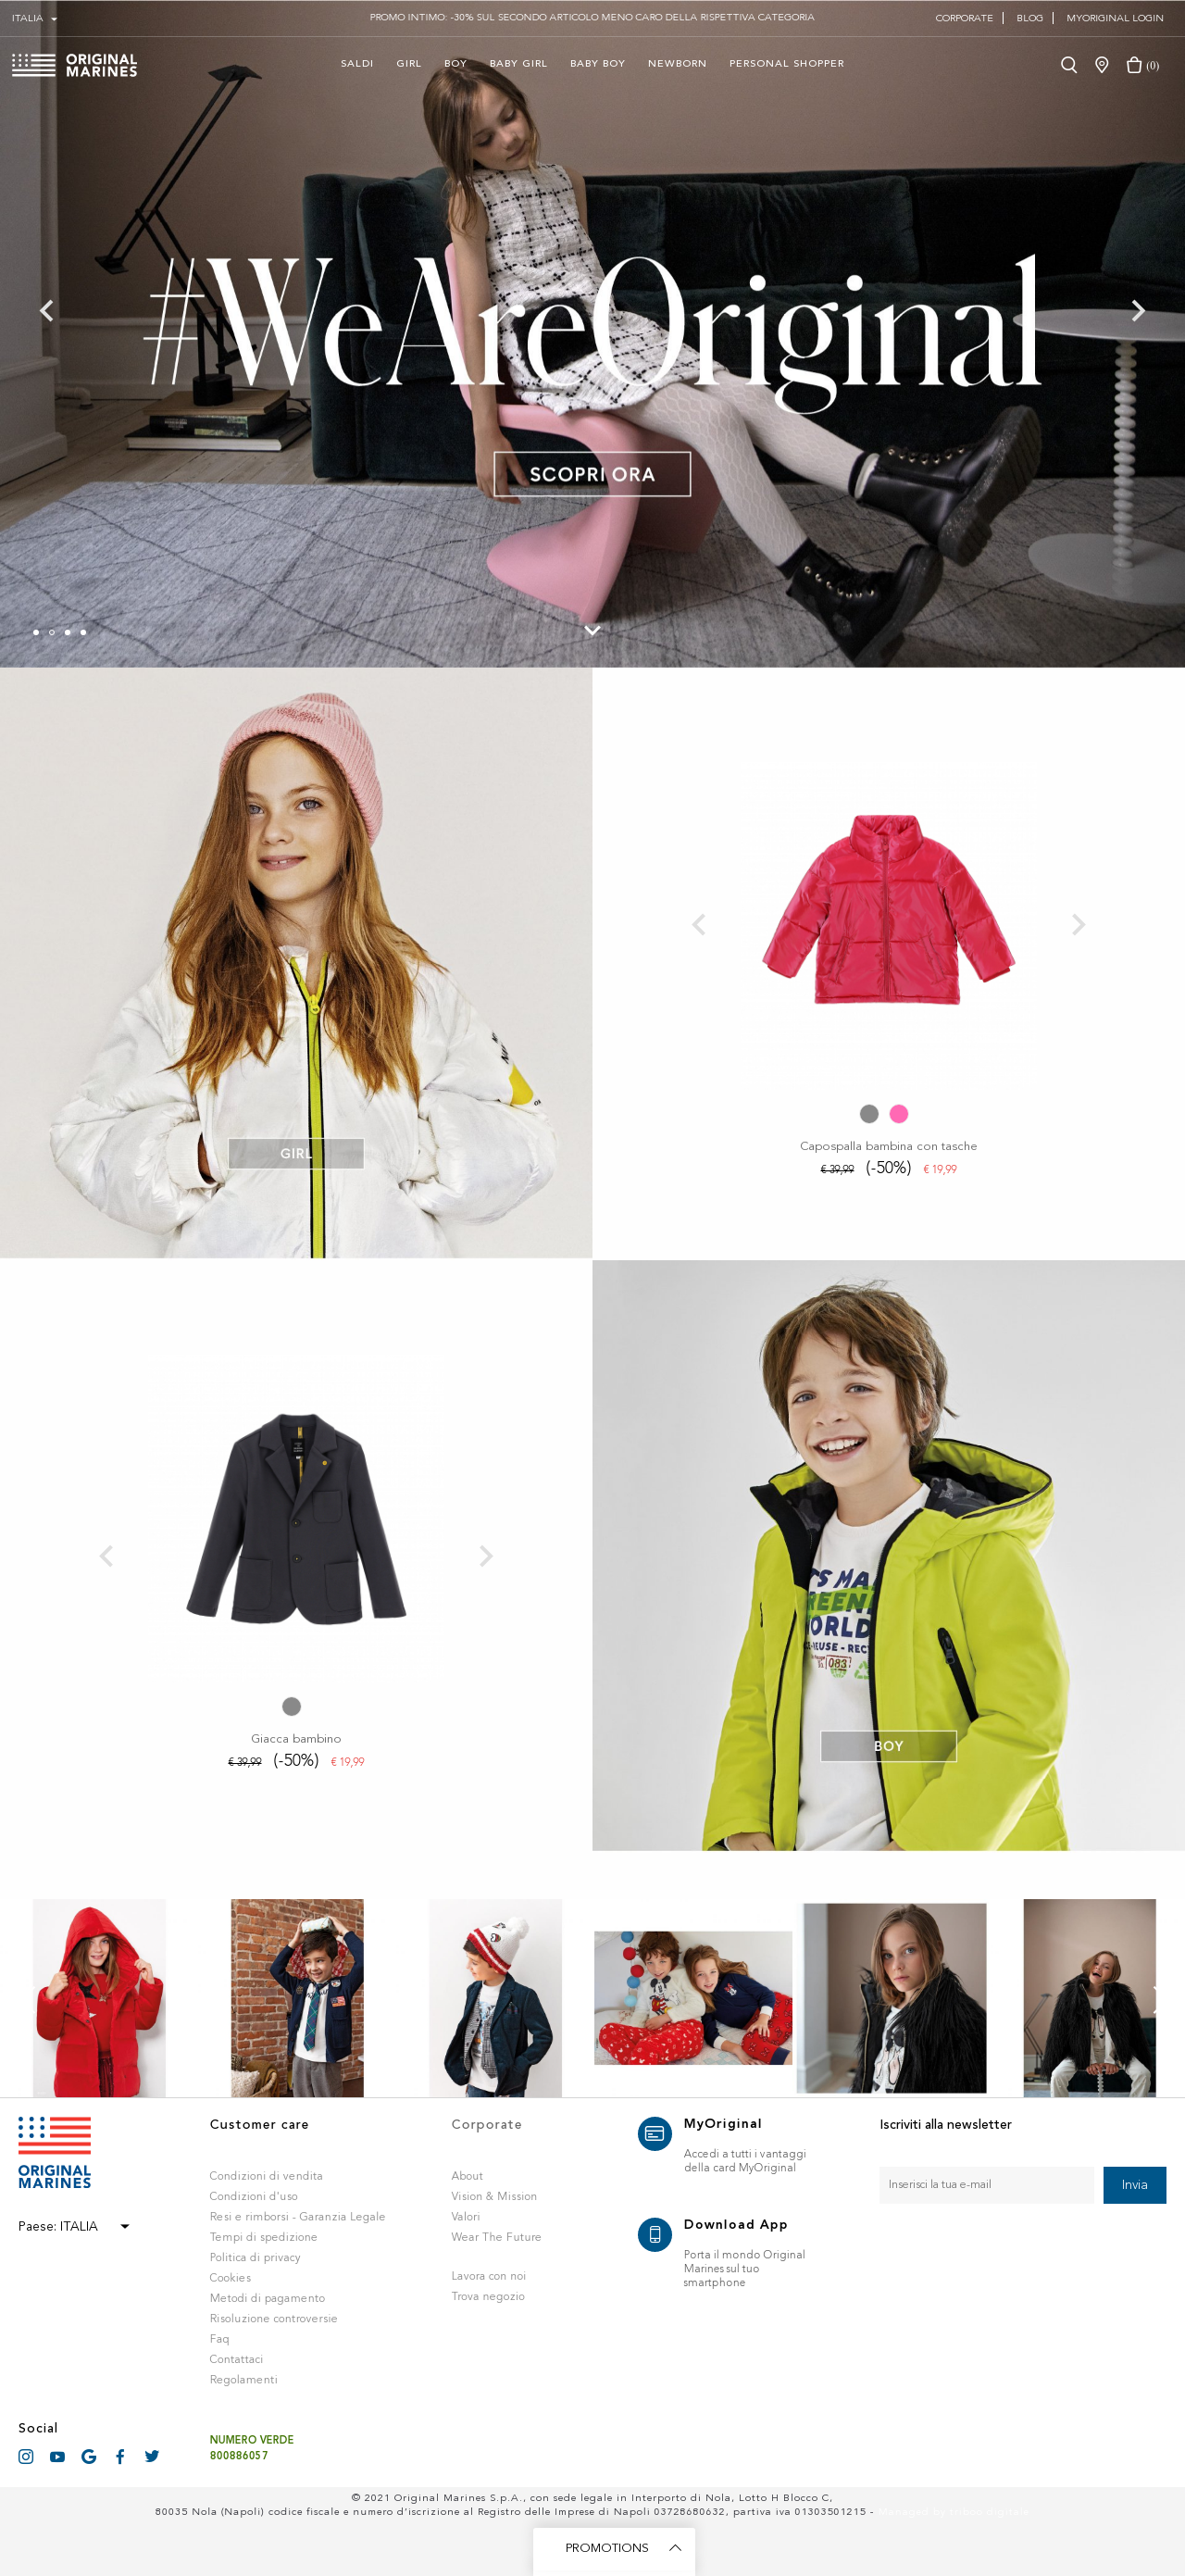 ITALIA
PROMO INTIMO: -30% SUL SECONDO ARTICOLO MENO CARO DELLA RISPETTIVA CATEGORIA
CORPORATE
BLOG
MYORIGINAL LOGIN
ORIGINAL
MARINES
SALDI
GIRL
BOY
BABY GIRL
BABY BOY
NEWBORN
PERSONAL SHOPPER
(0)
#WeAreOriginal
SCOPRI ORA
GIRL
Capospalla bambina con tasche
€ 39,99 (-50%) € 19,99
Giacca bambino
€ 39,99 (-50%) € 19,99
BOY
ORIGINAL
MARINES
Paese: ITALIA
Social
Customer care
Condizioni di vendita
Condizioni d'uso
Resi e rimborsi - Garanzia Legale
Tempi di spedizione
Politica di privacy
Cookies
Metodi di pagamento
Risoluzione controversie
Faq
Contattaci
Regolamenti
NUMERO VERDE
800886057
Corporate
About
Vision & Mission
Valori
Wear The Future
Lavora con noi
Trova negozio
MyOriginal
Accedi a tutti i vantaggi
della card MyOriginal
Download App
Porta il mondo Original
Marines sul tuo
smartphone
Iscriviti alla newsletter
Inserisci la tua e-mail
Invia
© 2021 Original Marines S.p.A., con sede legale in Interporto di Nola, Lotto H Blocco C,
80035 Nola (Napoli) codice fiscale e numero d'iscrizione al Registro delle Imprese di Napoli 03728680632, partiva iva 01303501215 -
PROMOTIONS